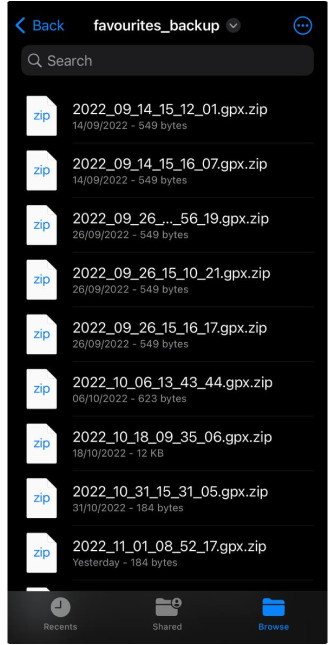 Back
favourites_backup
Search
zip
2022_09_14_15_12_01.gpx.zip
14/09/2022 - 549 bytes
zip
2022_09_14_15_16_07.gpx.zip
14/09/2022 - 549 bytes
zip
2022_09_26_..._56_19.gpx.zip
26/09/2022 - 549 bytes
zip
2022_09_26_15_10_21.gpx.zip
26/09/2022 - 549 bytes
zip
2022_09_26_15_16_17.gpx.zip
26/09/2022 - 549 bytes
zip
2022_10_06_13_43_44.gpx.zip
06/10/2022 - 623 bytes
zip
2022_10_18_09_35_06.gpx.zip
18/10/2022 - 12 KB
zip
2022_10_31_15_31_05.gpx.zip
31/10/2022 - 184 bytes
zip
2022_11_01_08_52_17.gpx.zip
Yesterday - 184 bytes
Recents
Shared
Browse